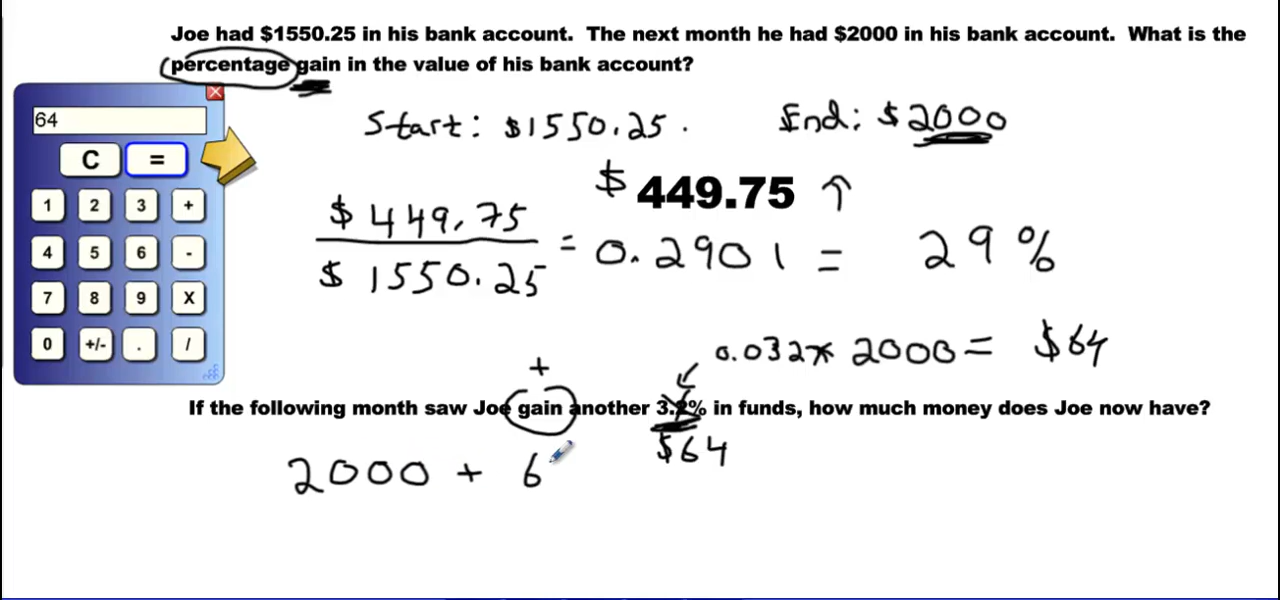 Joe had $1550.25 in his bank account. The next month he had $2000 in his bank account. What is the
percentage gain in the value of his bank account?
64
C =
1 2 3 +
4 5 6 -
7 8 9 X
0 +/- . /
Start: $1550.25.
End: $2000
$449.75 ↑
$449.75
$1550.25
= 0.2901 = 29%
0.032 x 2000 = $64
+
If the following month saw Joe gain another 3.2% in funds, how much money does Joe now have?
$64
2000 + 6